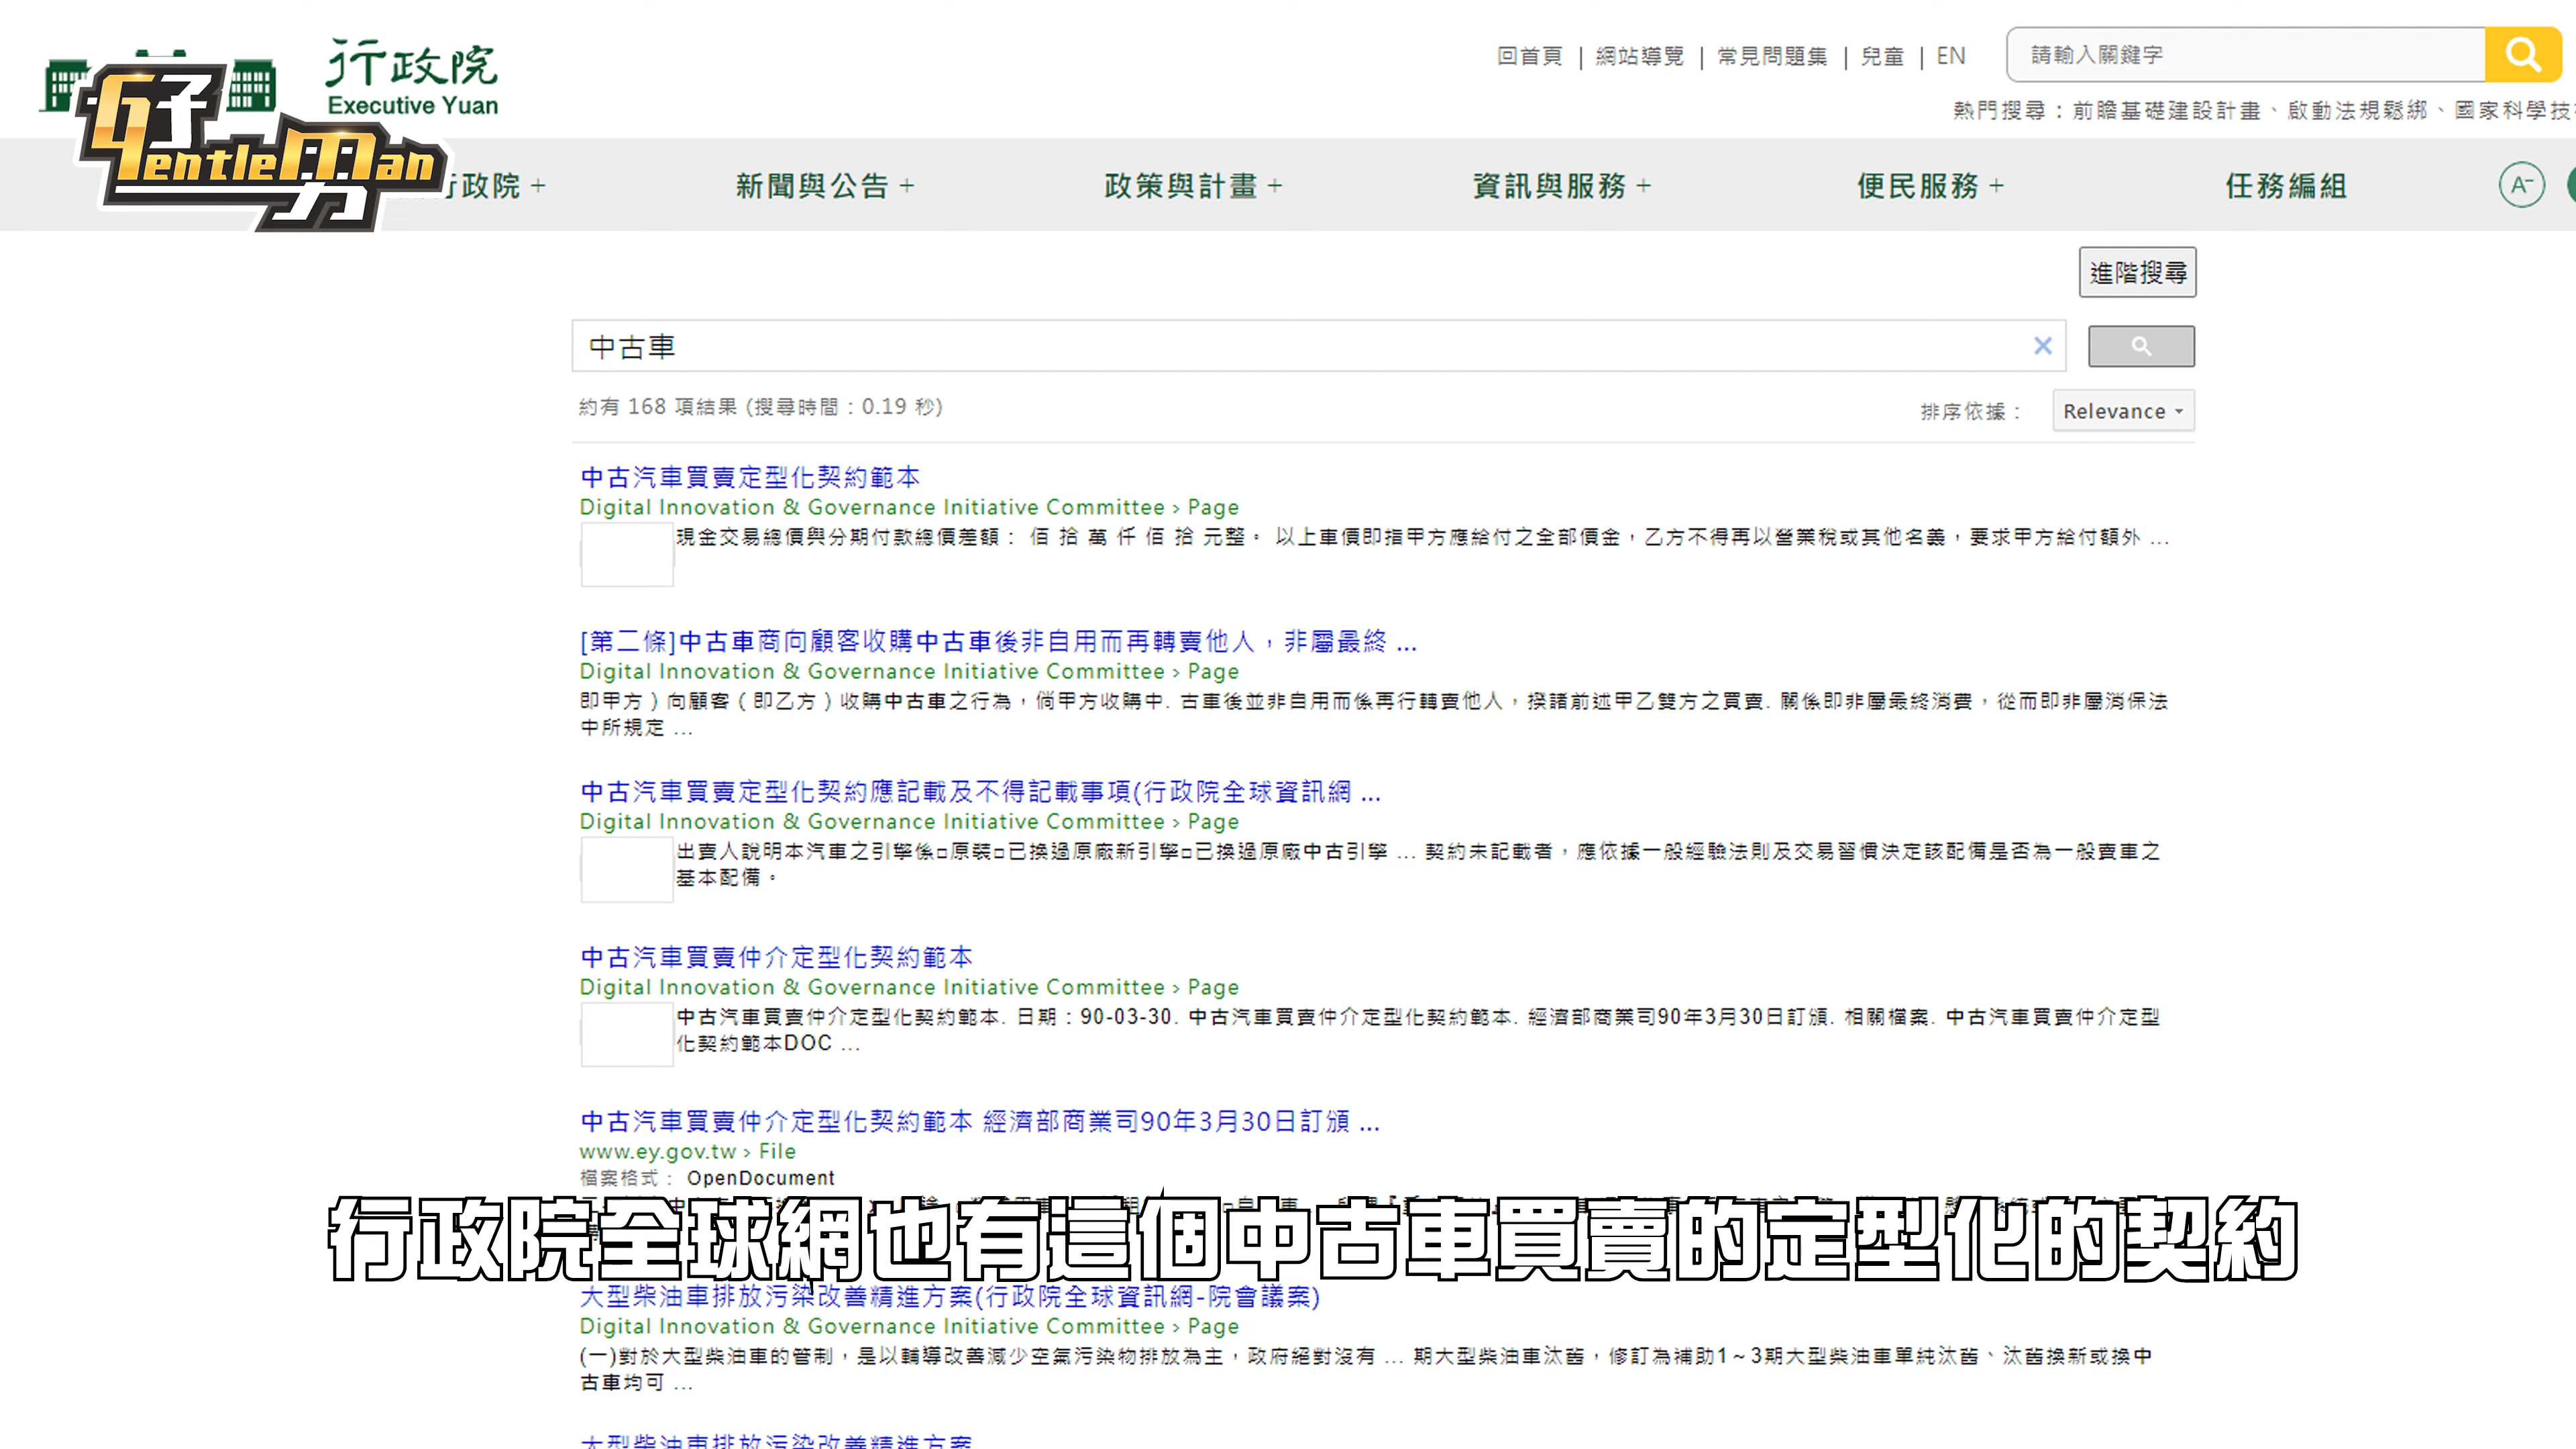 行政院
Executive Yuan
回首頁 | 網站導覽 | 常見問題集 | 兒童 | EN
請輸入關鍵字
熱門搜尋：前瞻基礎建設計畫、啟動法規鬆綁、國家科學技
好男
Gentleman
行政院 +
新聞與公告 +
政策與計畫 +
資訊與服務 +
便民服務 +
任務編組
A-
進階搜尋
中古車
約有 168 項結果 (搜尋時間：0.19 秒)
排序依據：
Relevance
中古汽車買賣定型化契約範本
Digital Innovation & Governance Initiative Committee › Page
現金交易總價與分期付款總價差額： 佰 拾 萬 仟 佰 拾 元整。 以上車價即指甲方應給付之全部價金，乙方不得再以營業稅或其他名義，要求甲方給付額外 ...
[第二條]中古車商向顧客收購中古車後非自用而再轉賣他人，非屬最終 ...
Digital Innovation & Governance Initiative Committee › Page
即甲方）向顧客（即乙方）收購中古車之行為，倘甲方收購中. 古車後並非自用而係再行轉賣他人，揆諸前述甲乙雙方之買賣. 關係即非屬最終消費，從而即非屬消保法
中所規定 ...
中古汽車買賣定型化契約應記載及不得記載事項(行政院全球資訊網 ...
Digital Innovation & Governance Initiative Committee › Page
出賣人說明本汽車之引擎係□原裝□已換過原廠新引擎□已換過原廠中古引擎 ... 契約未記載者，應依據一般經驗法則及交易習慣決定該配備是否為一般賣車之
基本配備。
中古汽車買賣仲介定型化契約範本
Digital Innovation & Governance Initiative Committee › Page
中古汽車買賣仲介定型化契約範本. 日期：90-03-30. 中古汽車買賣仲介定型化契約範本. 經濟部商業司90年3月30日訂頒. 相關檔案. 中古汽車買賣仲介定型
化契約範本DOC ...
中古汽車買賣仲介定型化契約範本 經濟部商業司90年3月30日訂頒 ...
www.ey.gov.tw › File
檔案格式： OpenDocument
行政院全球網也有這個中古車買賣的定型化的契約
大型柴油車排放污染改善精進方案(行政院全球資訊網-院會議案)
Digital Innovation & Governance Initiative Committee › Page
(一)對於大型柴油車的管制，是以輔導改善減少空氣污染物排放為主，政府絕對沒有 ... 期大型柴油車汰舊，修訂為補助1～3期大型柴油車單純汰舊、汰舊換新或換中
古車均可 ...
大型柴油車排放污染改善精進方案